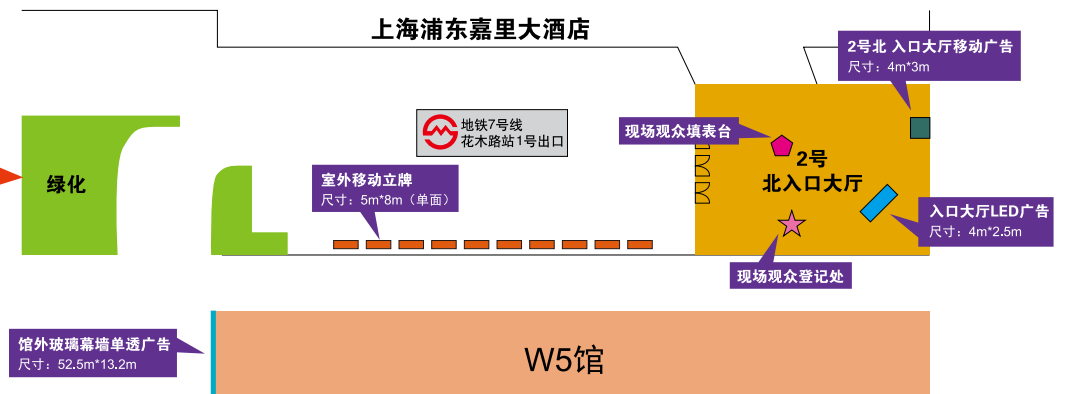 上海浦东嘉里大酒店
2号北 入口大厅移动广告
尺寸：4m*3m
地铁7号线
花木路站1号出口
现场观众填表台
2号
北入口大厅
绿化
室外移动立牌
尺寸：5m*8m（单面）
入口大厅LED广告
尺寸：4m*2.5m
现场观众登记处
馆外玻璃幕墙单透广告
尺寸：52.5m*13.2m
W5馆